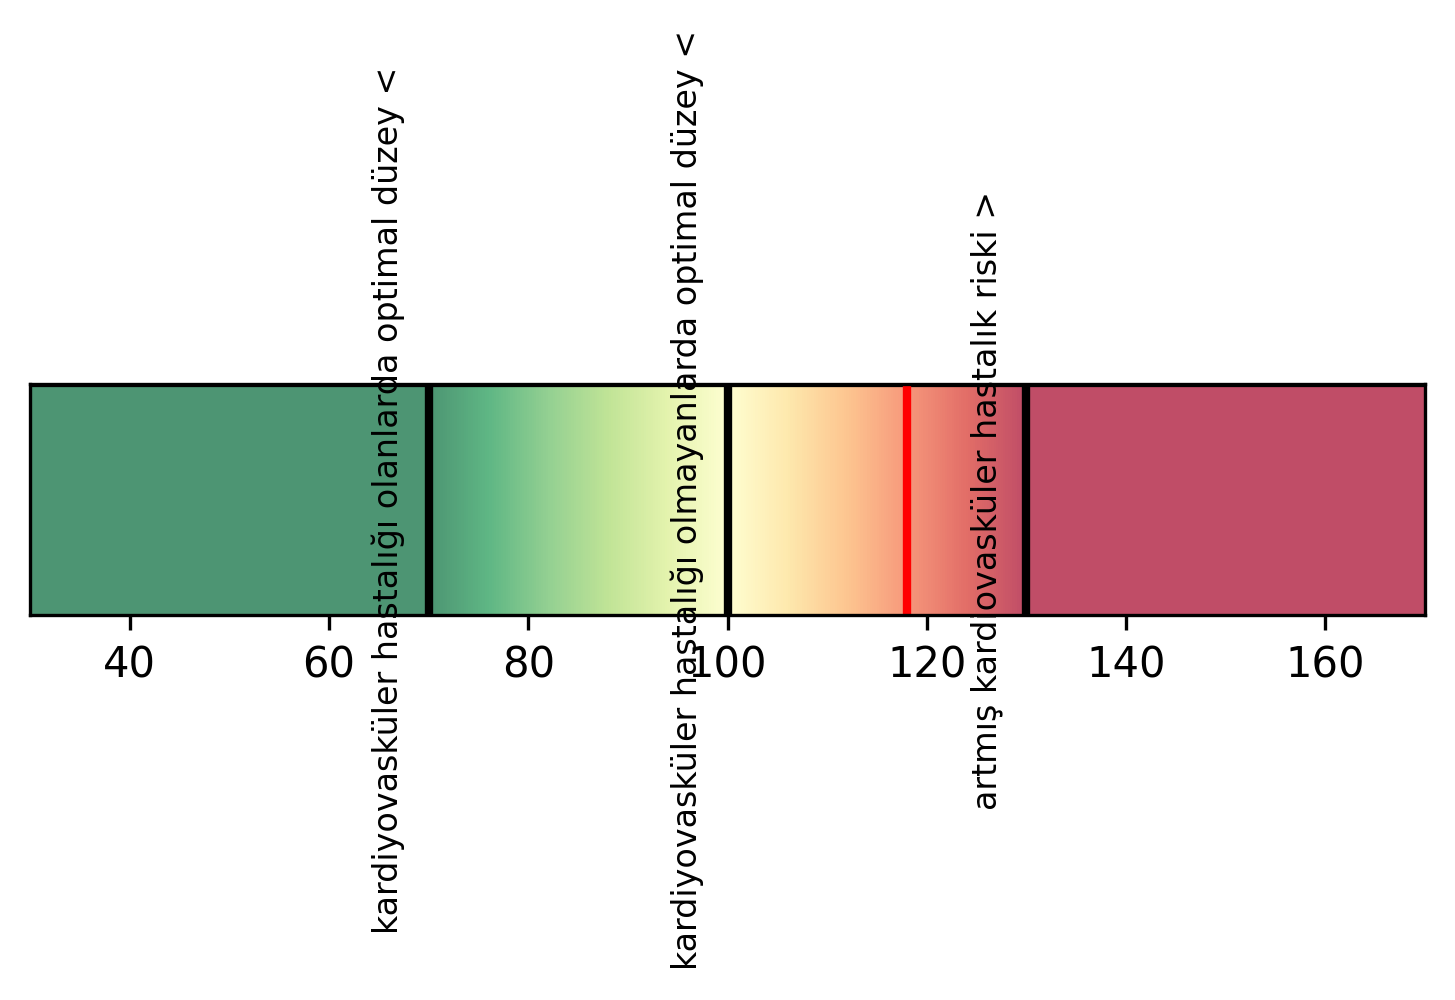 kardiyovasküler hastalığı olanlarda optimal düzey <
kardiyovasküler hastalığı olmayanlarda optimal düzey <
artmış kardiovasküler hastalık riski >
40 60 80 100 120 140 160